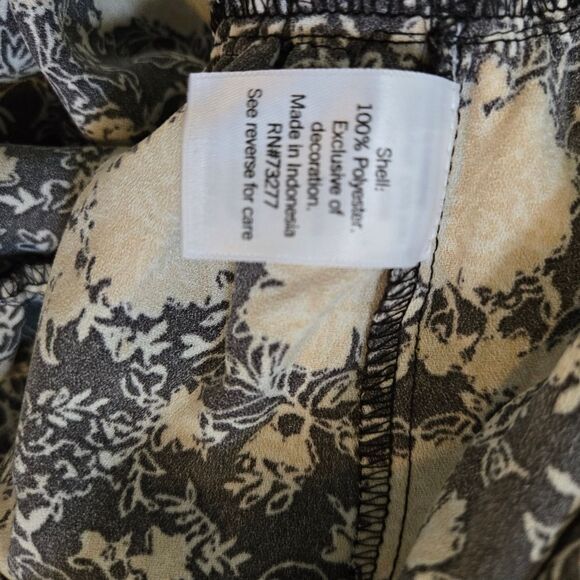 Shell:
100% Polyester.
Exclusive of
decoration.
Made in Indonesia
RN#73277
See reverse for care